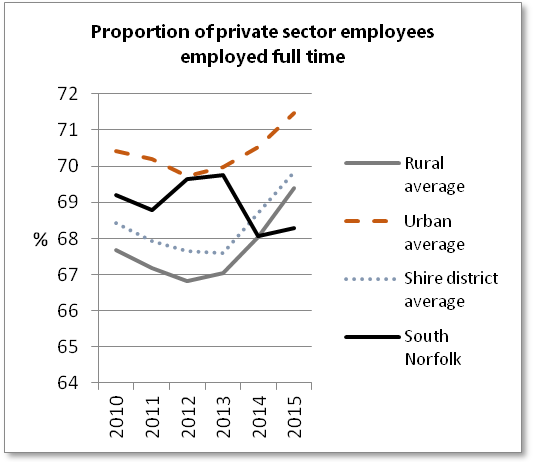 Proportion of private sector employees
employed full time
72
71
70
69
68
67
66
65
64
%
2010
2011
2012
2013
2014
2015
Rural
average
Urban
average
Shire district
average
South
Norfolk